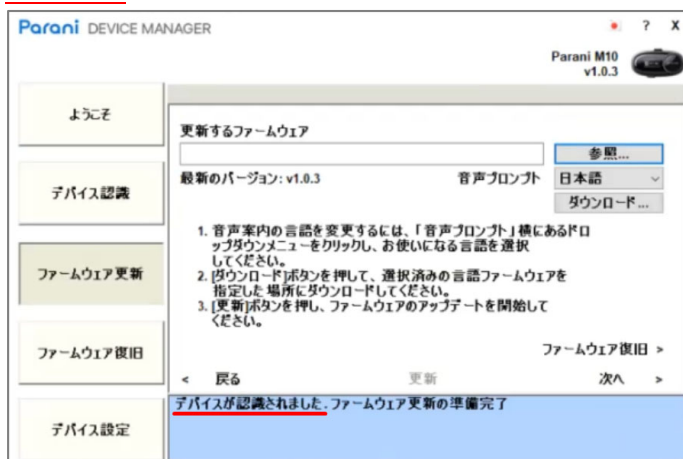 Parani DEVICE MANAGER
? X
Parani M10
v1.0.3
ようこそ
デバイス認識
ファームウェア更新
ファームウェア復旧
デバイス設定
更新するファームウェア
参照...
最新のバージョン: v1.0.3
音声プロンプト
日本語
ダウンロード...
1. 音声案内の言語を変更するには、「音声プロンプト」横にあるドロ
ップダウンメニューをクリックし、お使いになる言語を選択
してください。
2. [ダウンロード]ボタンを押して、選択済みの言語ファームウェアを
指定した場所にダウンロードしてください。
3. [更新]ボタンを押し、ファームウェアのアップデートを開始して
ください。
ファームウェア復旧 >
< 戻る
更新
次へ >
デバイスが認識されました.ファームウェア更新の準備完了